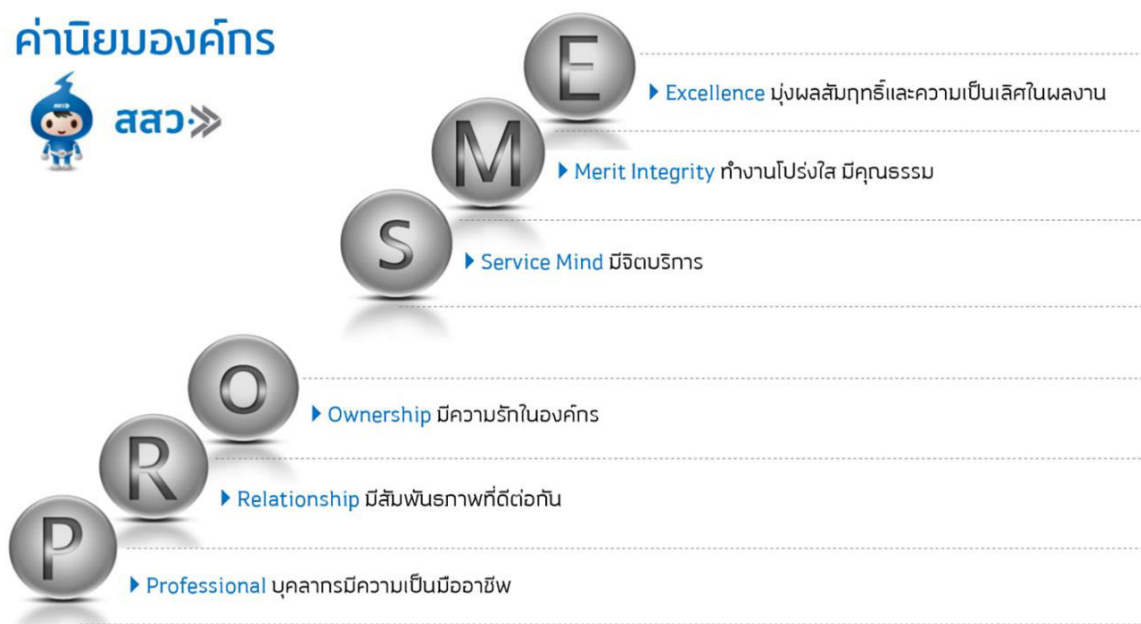 ค่านิยมองค์กร
สสว
E
Excellence มุ่งผลสัมฤทธิ์และความเป็นเลิศในผลงาน
M
Merit Integrity ทำงานโปร่งใส มีคุณธรรม
S
Service Mind มีจิตบริการ
O
Ownership มีความรักในองค์กร
R
Relationship มีสัมพันธภาพที่ดีต่อกัน
P
Professional บุคลากรมีความเป็นมืออาชีพ